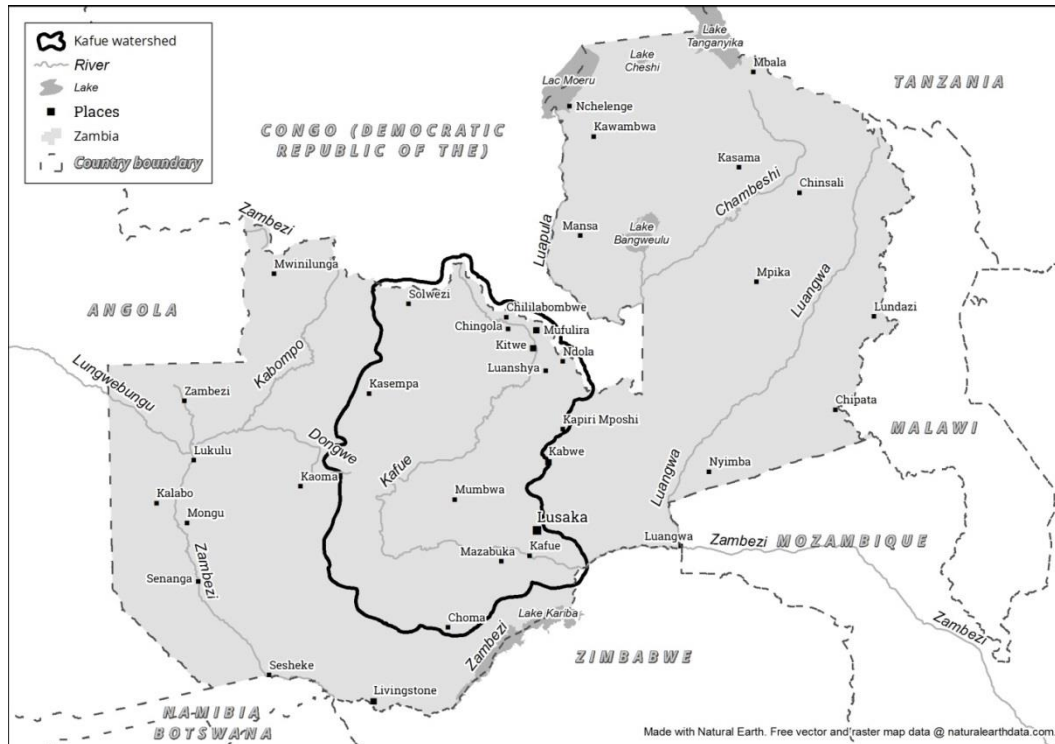 Kafue watershed
River
Lake
Places
Zambia
Country boundary
Lake
Tanganyika
Lake
Cheshi
Mbala
Lac Moeru
TANZANIA
Nchelenge
CONGO (DEMOCRATIC
REPUBLIC OF THE)
Kawambwa
Kasama
Chambeshi
Chinsali
Zambezi
Mansa
Lake
Bangweulu
Luapula
Mwinilunga
Mpika
Luangwa
Solwezi
ANGOLA
Chililabombwe
Lundazi
Chingola
Mufulira
Kitwe
Ndola
Kabompo
Luanshya
Lungwebungu
Zambezi
Kasempa
Chipata
Kapiri Mposhi
MALAWI
Dongwe
Kafue
Lukulu
Kabwe
Nyimba
Kaoma
Luangwa
Kalabo
Mumbwa
Mongu
Lusaka
Luangwa
Zambezi
MOZAMBIQUE
Mazabuka
Kafue
Zambezi
Senanga
Choma
Lake Kariba
Zambezi
Zambezi
ZIMBABWE
Sesheke
Livingstone
NAMIBIA
BOTSWANA
Made with Natural Earth. Free vector and raster map data @ naturalearthdata.com